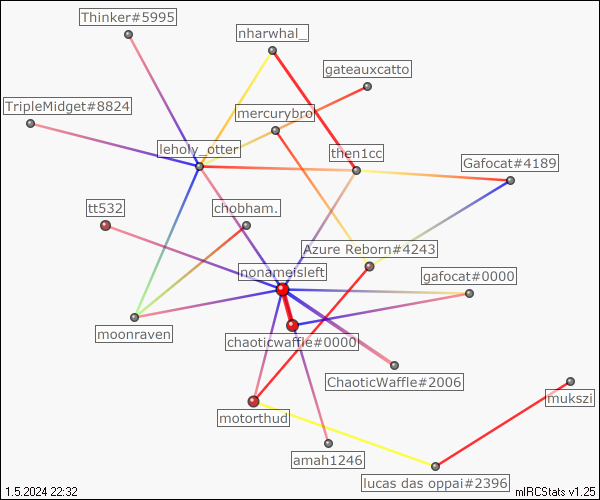 Thinker#5995
nharwhal_
gateauxcatto
TripleMidget#8824
mercurybro
leholy_otter
then1cc
Gafocat#4189
tt532
chobham.
Azure Reborn#4243
nonameisleft
gafocat#0000
moonraven
chaoticwaffle#0000
ChaoticWaffle#2006
mukszi
motorthud
amah1246
lucas das oppai#2396
1.5.2024 22:32
mIRCStats v1.25